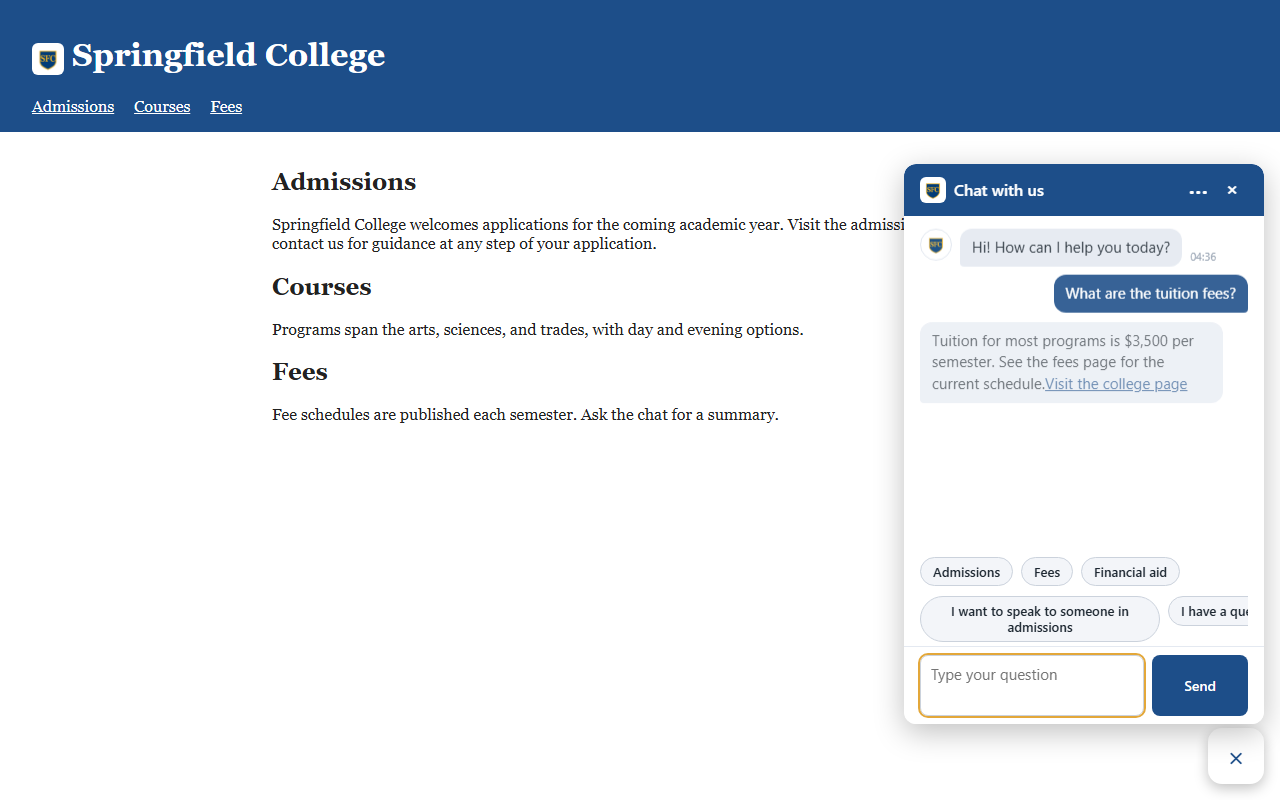 SFC
Springfield College
Admissions Courses Fees
Admissions
Springfield College welcomes applications for the coming academic year. Visit the
contact us for guidance at any step of your application.
Courses
Programs span the arts, sciences, and trades, with day and evening options.
Fees
Fee schedules are published each semester. Ask the chat for a summary.
SFC
Chat with us
SFC
Hi! How can I help you today?
04:36
What are the tuition fees?
Tuition for most programs is $3,500 per
semester. See the fees page for the
current schedule.Visit the college page
Admissions Fees Financial aid
I want to speak to someone in
admissions
I have a
Type your question
Send